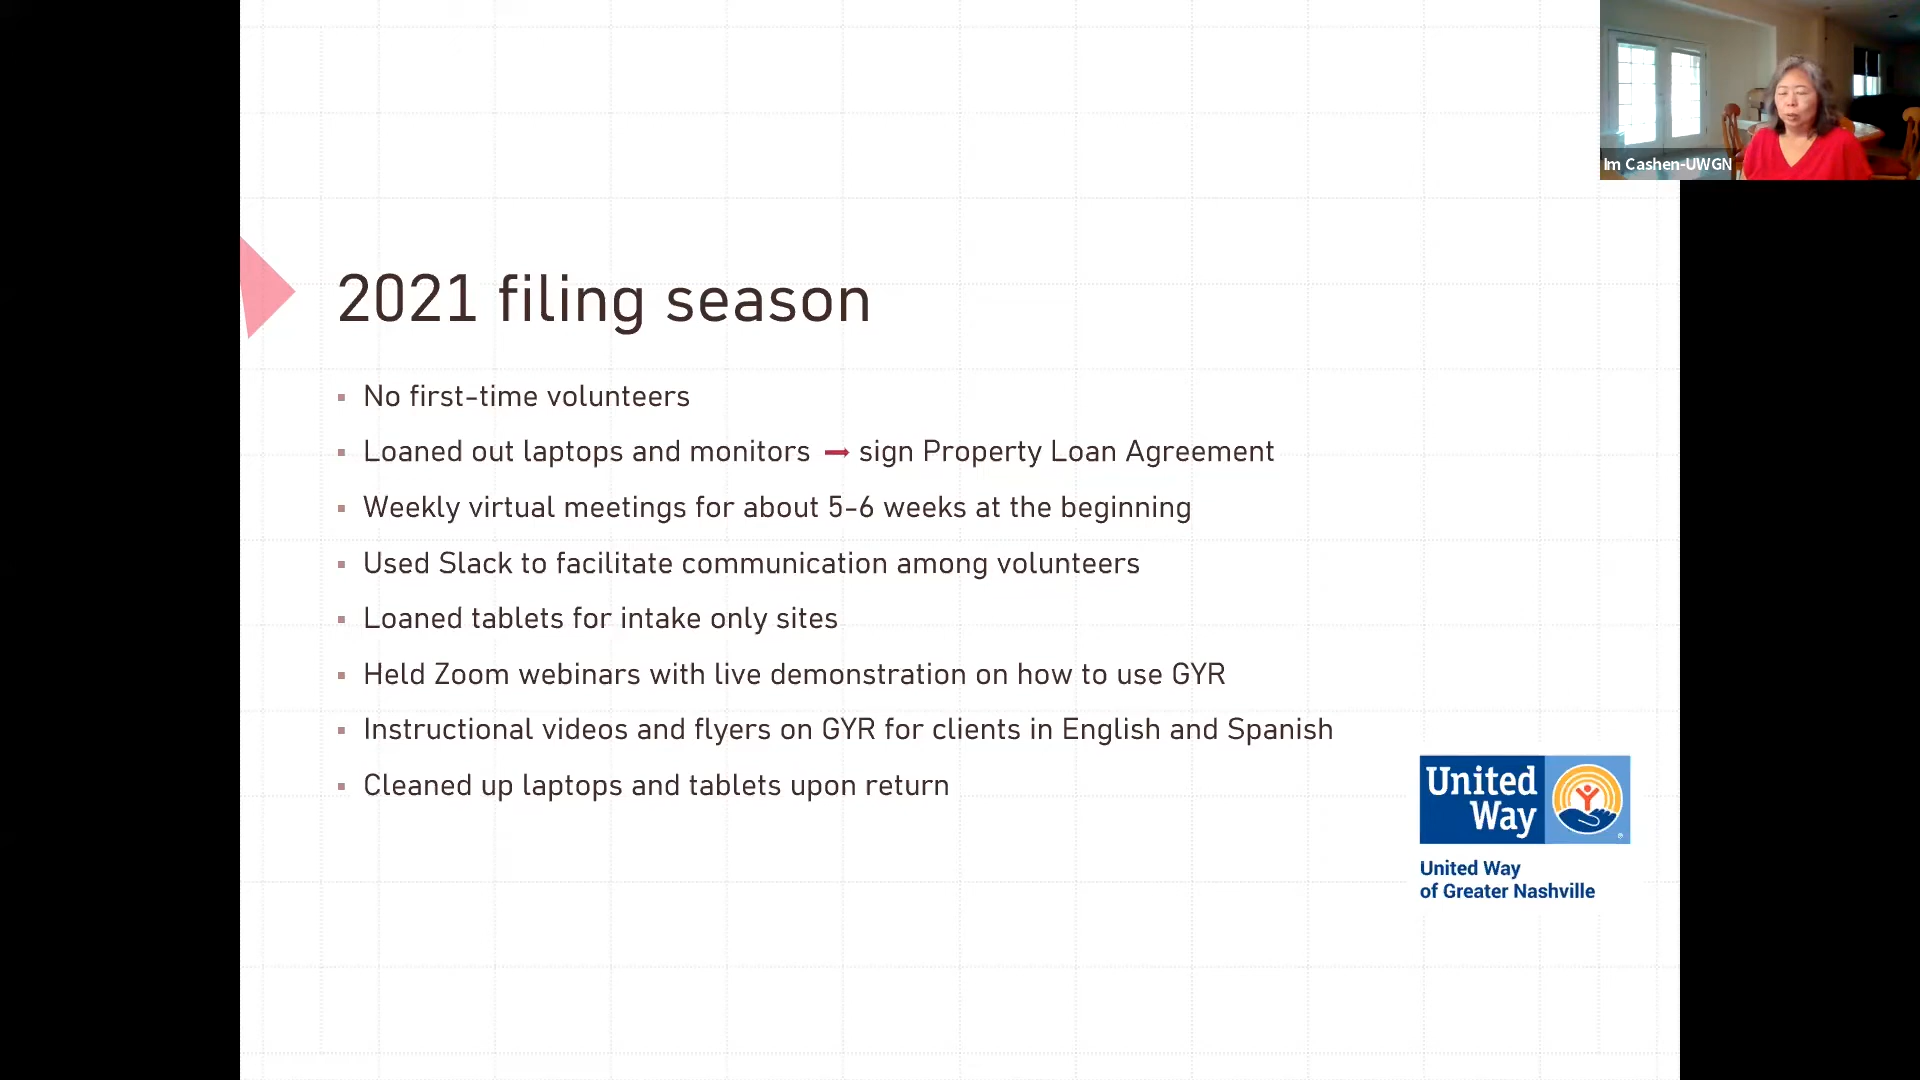 Im Cashen-UWGN
2021 filing season
▪ No first-time volunteers
▪ Loaned out laptops and monitors ➞ sign Property Loan Agreement
▪ Weekly virtual meetings for about 5-6 weeks at the beginning
▪ Used Slack to facilitate communication among volunteers
▪ Loaned tablets for intake only sites
▪ Held Zoom webinars with live demonstration on how to use GYR
▪ Instructional videos and flyers on GYR for clients in English and Spanish
▪ Cleaned up laptops and tablets upon return
United
Way
®
United Way
of Greater Nashville